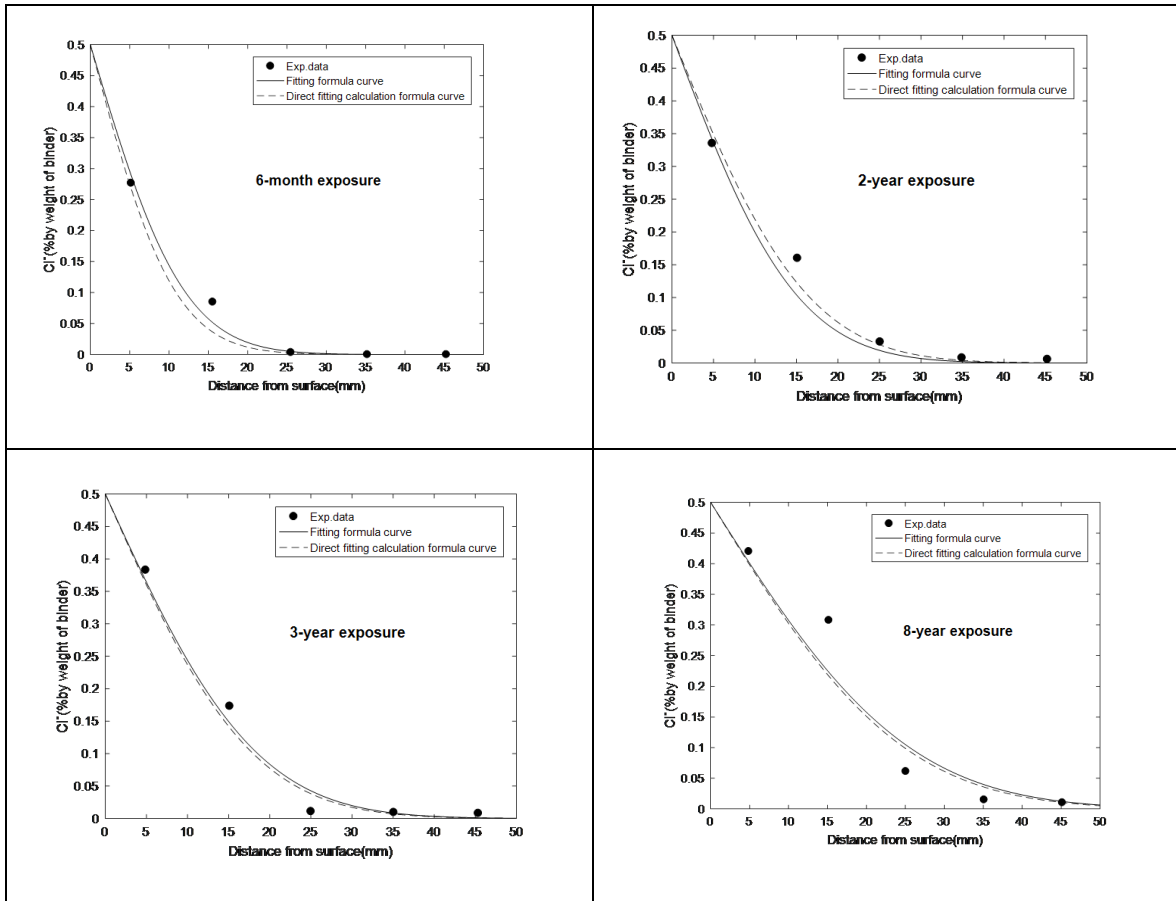 0.5
0.45
0.4
0.35
0.3
0.25
0.2
0.15
0.1
0.05
0
Cl⁻(%by weight of binder)
Exp.data
Fitting formula curve
Direct fitting calculation formula curve
6-month exposure
0 5 10 15 20 25 30 35 40 45 50
Distance from surface(mm)
0.5
0.45
0.4
0.35
0.3
0.25
0.2
0.15
0.1
0.05
0
Cl⁻(%by weight of binder)
Exp.data
Fitting formula curve
Direct fitting calculation formula curve
2-year exposure
0 5 10 15 20 25 30 35 40 45 50
Distance from surface(mm)
0.5
0.45
0.4
0.35
0.3
0.25
0.2
0.15
0.1
0.05
0
Cl⁻(%by weight of binder)
Exp.data
Fitting formula curve
Direct fitting calculation formula curve
3-year exposure
0 5 10 15 20 25 30 35 40 45 50
Distance from surface(mm)
0.5
0.45
0.4
0.35
0.3
0.25
0.2
0.15
0.1
0.05
0
Cl⁻(%by weight of binder)
Exp.data
Fitting formula curve
Direct fitting calculation formula curve
8-year exposure
0 5 10 15 20 25 30 35 40 45 50
Distance from surface(mm)